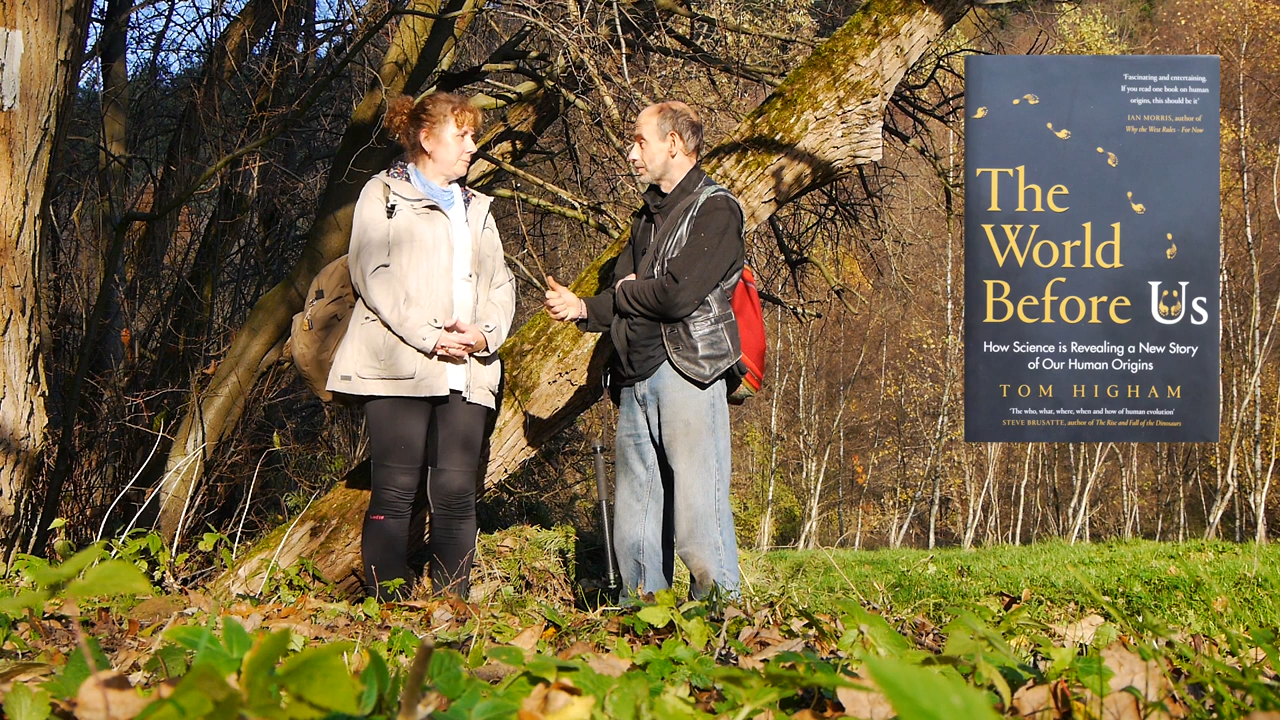 'Fascinating and entertaining.
If you read one book on human
origins, this should be it'
IAN MORRIS, author of
Why the West Rules – For Now
The
World
Before Us
How Science is Revealing a New Story
of Our Human Origins
TOM HIGHAM
'The who, what, where, when and how of human evolution'
STEVE BRUSATTE, author of The Rise and Fall of the Dinosaurs